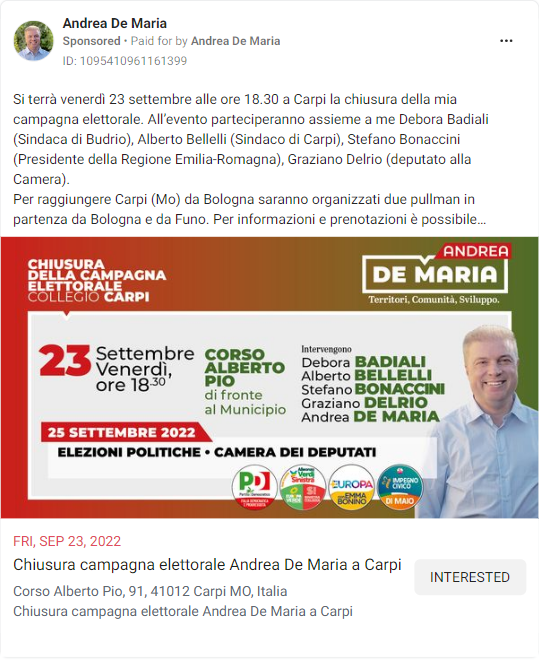 Andrea De Maria
Sponsored • Paid for by Andrea De Maria
ID: 1095410961161399
Si terrà venerdì 23 settembre alle ore 18.30 a Carpi la chiusura della mia
campagna elettorale. All'evento parteciperanno assieme a me Debora Badiali
(Sindaca di Budrio), Alberto Bellelli (Sindaco di Carpi), Stefano Bonaccini
(Presidente della Regione Emilia-Romagna), Graziano Delrio (deputato alla
Camera).
Per raggiungere Carpi (Mo) da Bologna saranno organizzati due pullman in
partenza da Bologna e da Funo. Per informazioni e prenotazioni è possibile...
CHIUSURA
DELLA CAMPAGNA
ELETTORALE
COLLEGIO CARPI
ANDREA
DE MARIA
Territori, Comunità, Sviluppo.
23 Settembre
Venerdì,
ore 18.30
CORSO
ALBERTO
PIO
di fronte
al Municipio
Intervengono
Debora BADIALI
Alberto BELLELLI
Stefano BONACCINI
Graziano DELRIO
Andrea DE MARIA
25 SETTEMBRE 2022
ELEZIONI POLITICHE • CAMERA DEI DEPUTATI
PD
Partito Democratico
Alleanza
Verdi
Sinistra
SI
+EUROPA
EMMA
BONINO
IMPEGNO
CIVICO
DI MAIO
FRI, SEP 23, 2022
Chiusura campagna elettorale Andrea De Maria a Carpi
INTERESTED
Corso Alberto Pio, 91, 41012 Carpi MO, Italia
Chiusura campagna elettorale Andrea De Maria a Carpi